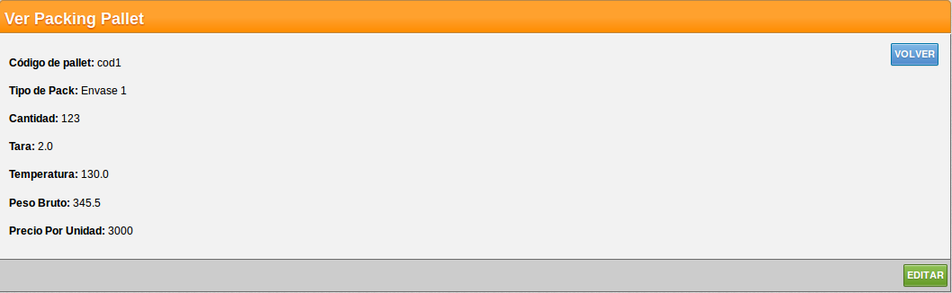 Ver Packing Pallet
VOLVER
Código de pallet: cod1
Tipo de Pack: Envase 1
Cantidad: 123
Tara: 2.0
Temperatura: 130.0
Peso Bruto: 345.5
Precio Por Unidad: 3000
EDITAR